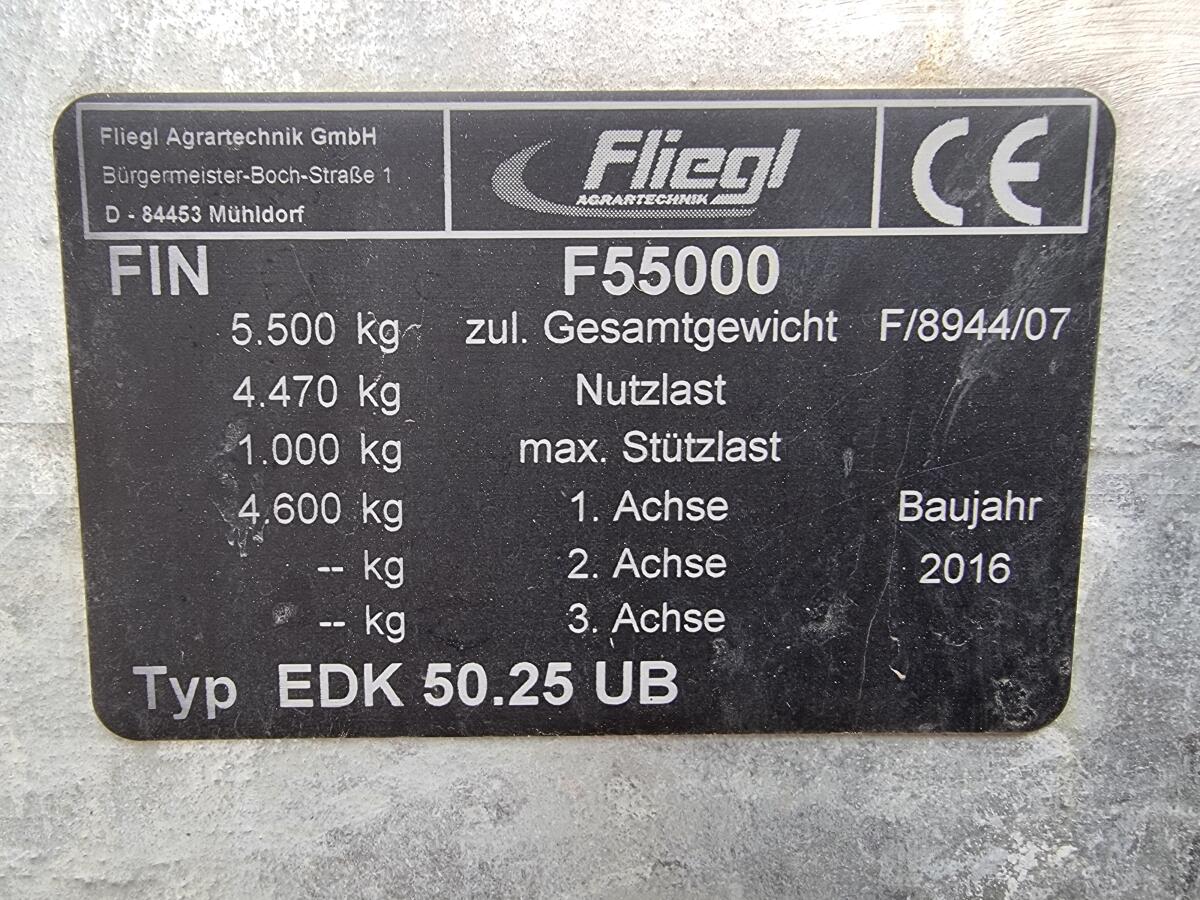 Fliegl Agrartechnik GmbH
Bürgermeister-Boch-Straße 1
D - 84453 Mühldorf
Fliegl
AGRARTECHNIK
CE
FIN F55000
5.500 kg zul. Gesamtgewicht F/8944/07
4.470 kg Nutzlast
1.000 kg max. Stützlast
4.600 kg 1. Achse Baujahr
-- kg 2. Achse 2016
-- kg 3. Achse
Typ EDK 50.25 UB